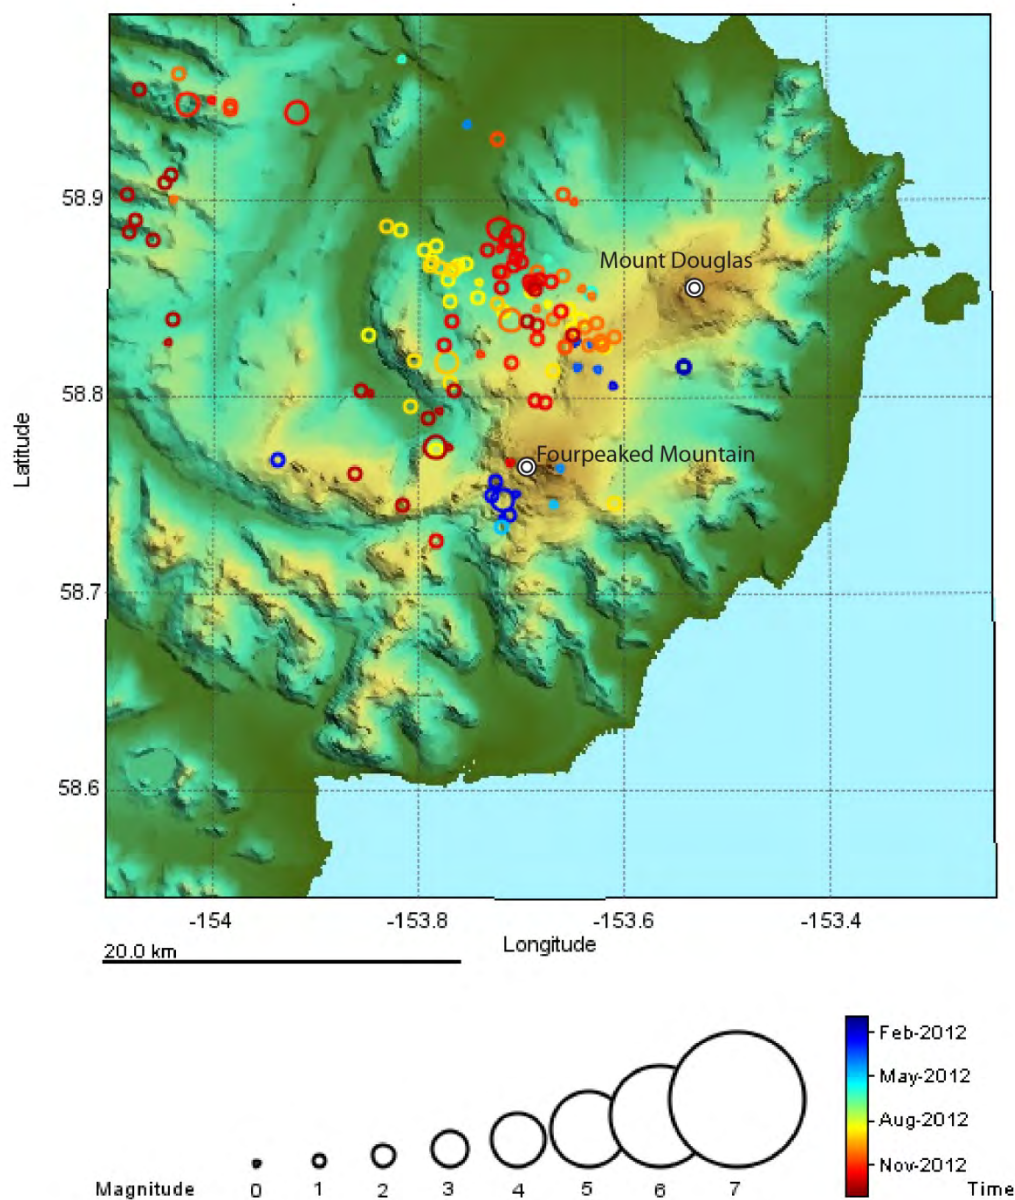 58.9
Mount Douglas
58.8
Latitude
Fourpeaked Mountain
58.7
58.6
-154 -153.8 -153.6 -153.4
Longitude
20.0 km
Feb-2012
May-2012
Aug-2012
Nov-2012
Magnitude 0 1 2 3 4 5 6 7 Time